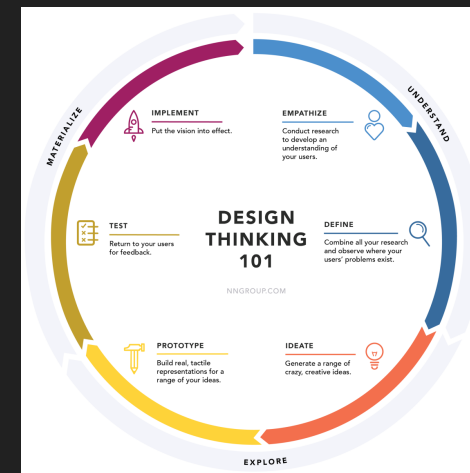 UNDERSTAND
EMPATHIZE
Conduct research
to develop an
understanding of
your users.
DEFINE
Combine all your research
and observe where your
users' problems exist.
EXPLORE
IDEATE
Generate a range of
crazy, creative ideas.
PROTOTYPE
Build real, tactile
representations for a
range of your ideas.
MATERIALIZE
TEST
Return to your users
for feedback.
IMPLEMENT
Put the vision into effect.
DESIGN
THINKING
101
NNGROUP.COM